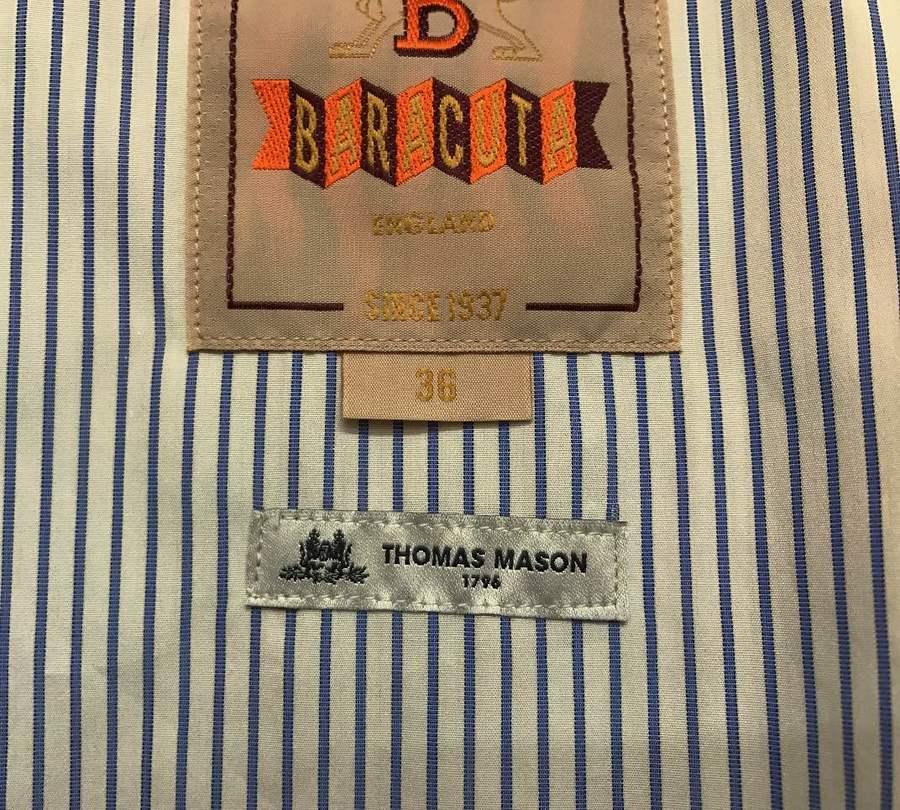 B
BARACUTA
ENGLAND
SINCE 1937
36
THOMAS MASON
1796